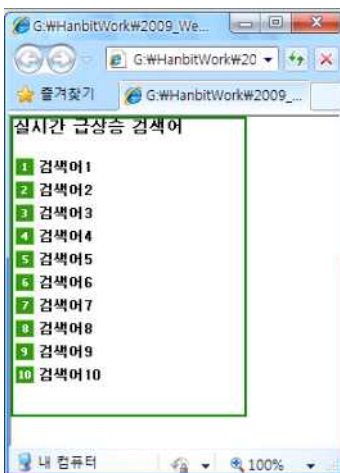 G:₩HanbitWork₩2009_We...
G:₩HanbitWork₩20
즐겨찾기
G:₩HanbitWork₩2009_...
실시간 급상승 검색어
1 검색어1
2 검색어2
3 검색어3
4 검색어4
5 검색어5
6 검색어6
7 검색어7
8 검색어8
9 검색어9
10 검색어10
내 컴퓨터
100%